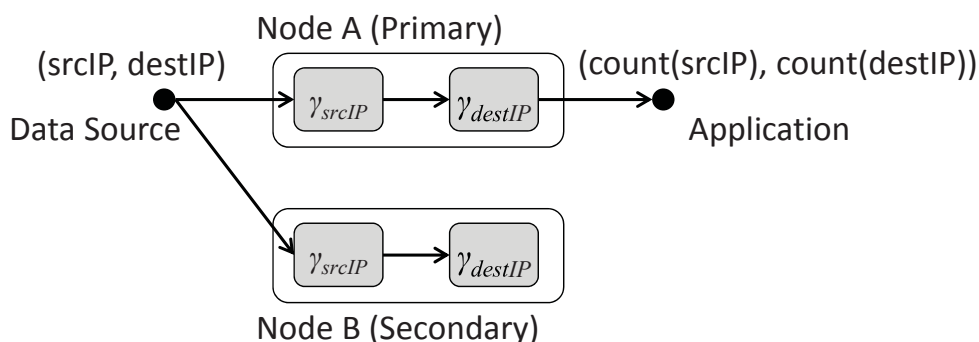 Node A (Primary)
(srcIP, destIP)
(count(srcIP), count(destIP))
γsrcIP
γdestIP
Data Source
Application
γsrcIP
γdestIP
Node B (Secondary)